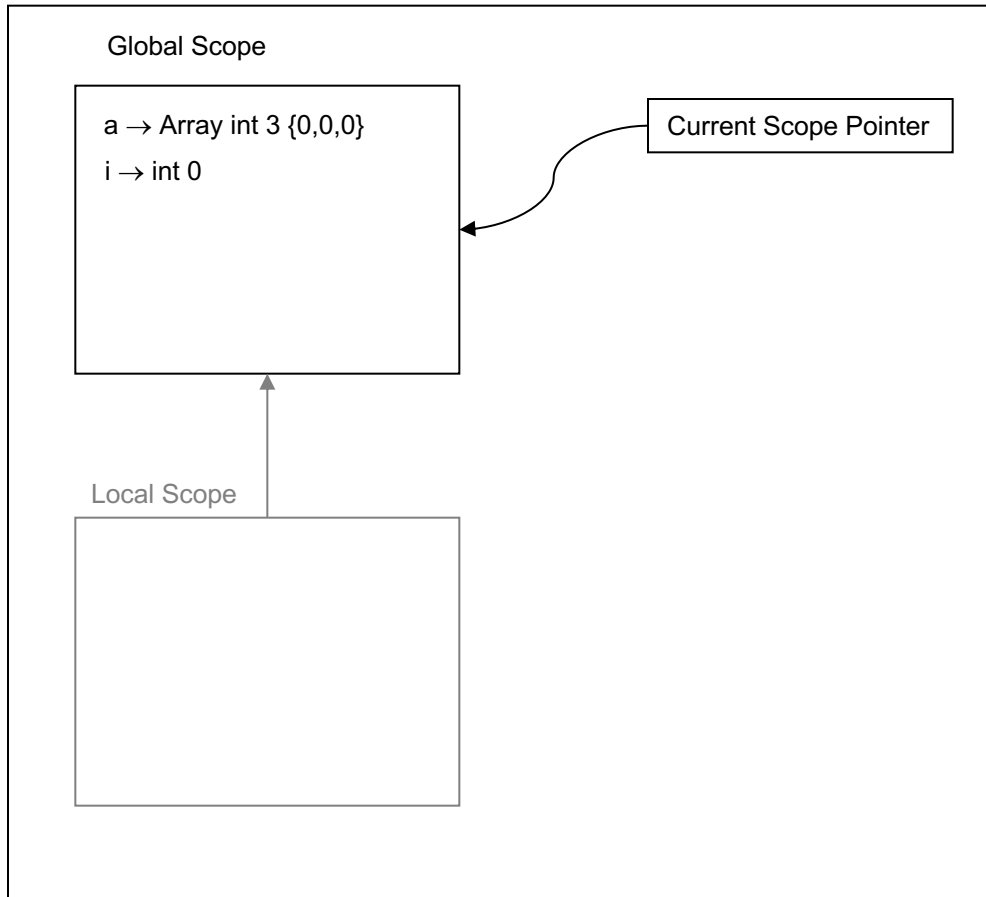 Global Scope
a → Array int 3 {0,0,0}
i → int 0
Current Scope Pointer
Local Scope